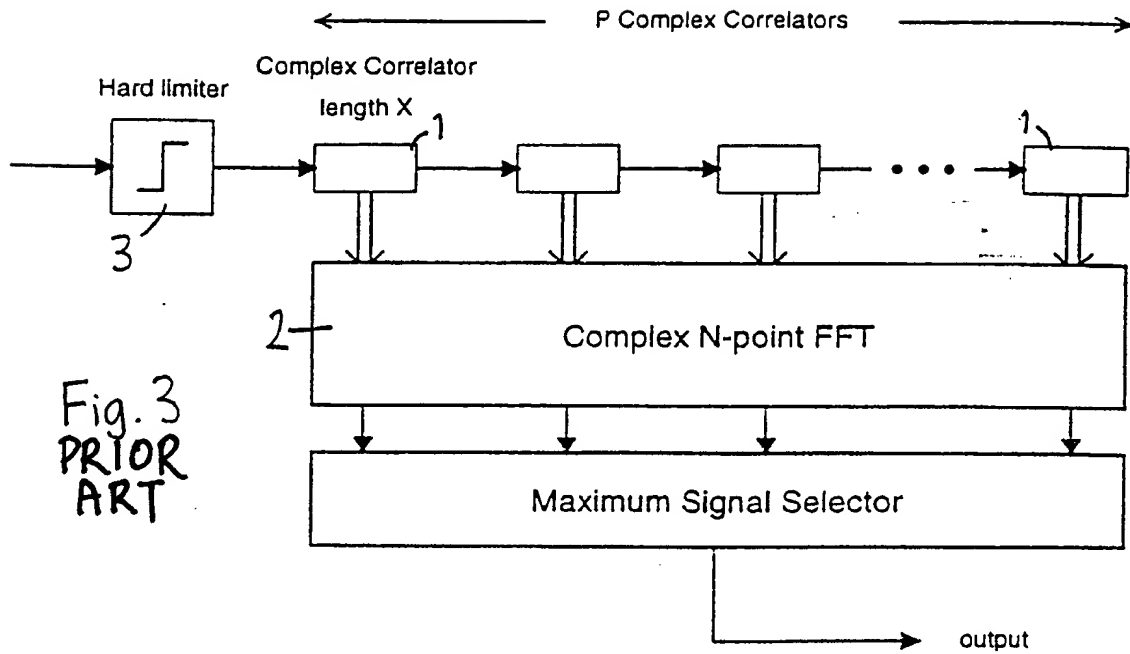 P Complex Correlators
Complex Correlator
Hard limiter
length X
1
1
3
2
Complex N-point FFT
Fig. 3
PRIOR
ART
Maximum Signal Selector
output